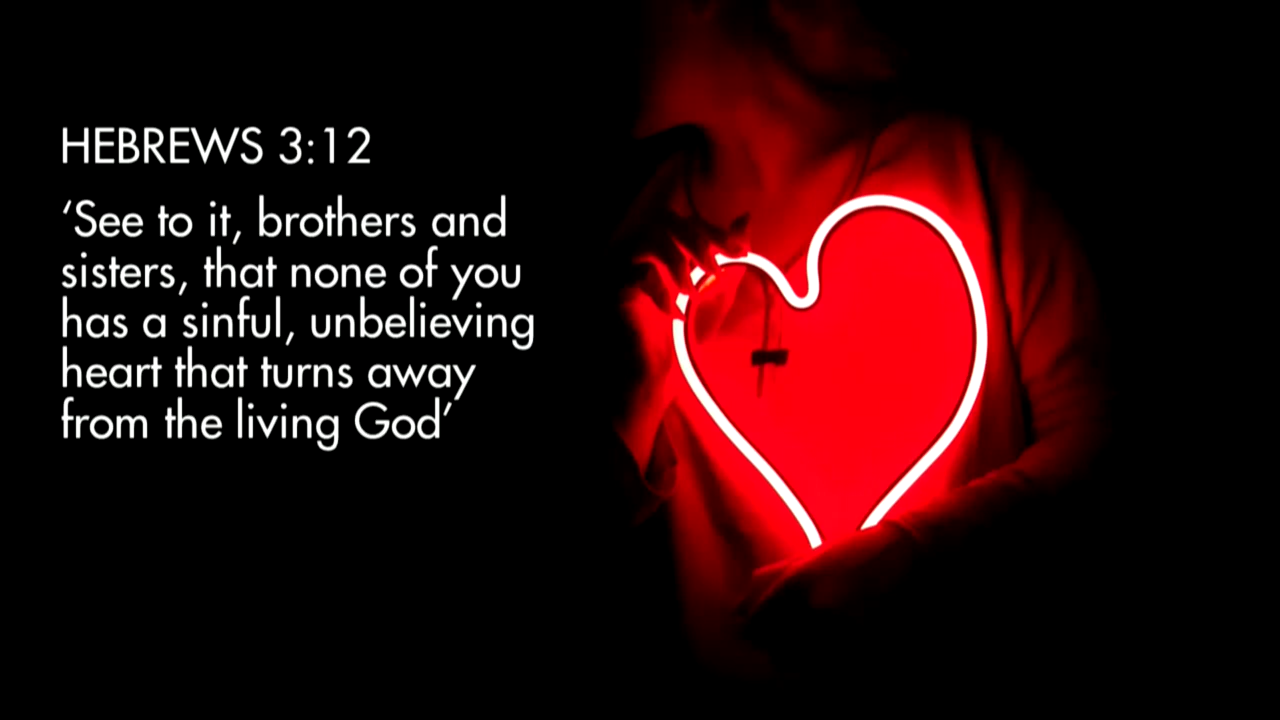 HEBREWS 3:12
‘See to it, brothers and
sisters, that none of you
has a sinful, unbelieving
heart that turns away
from the living God’